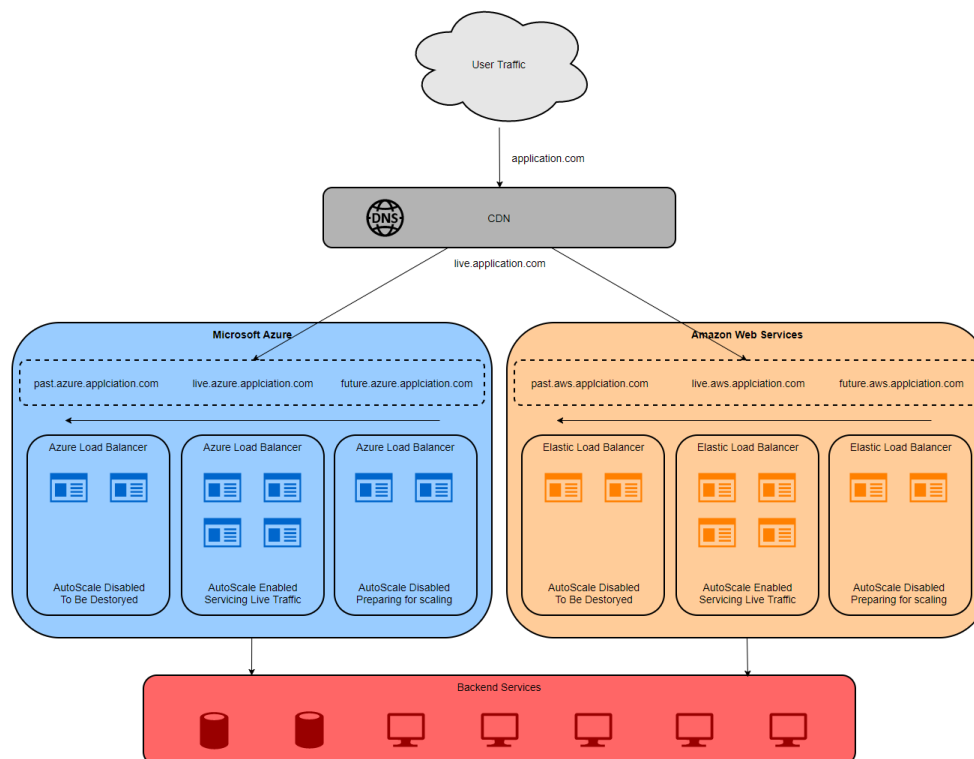 User Traffic
application.com
DNS
CDN
live.application.com
Microsoft Azure
past.azure.applciation.com
live.azure.applciation.com
future.azure.applciation.com
Azure Load Balancer
AutoScale Disabled
To Be Destoryed
Azure Load Balancer
AutoScale Enabled
Servicing Live Traffic
Azure Load Balancer
AutoScale Disabled
Preparing for scaling
Amazon Web Services
past.aws.applciation.com
live.aws.applciation.com
future.aws.applciation.com
Elastic Load Balancer
AutoScale Disabled
To Be Destoryed
Elastic Load Balancer
AutoScale Enabled
Servicing Live Traffic
Elastic Load Balancer
AutoScale Disabled
Preparing for scaling
Backend Services